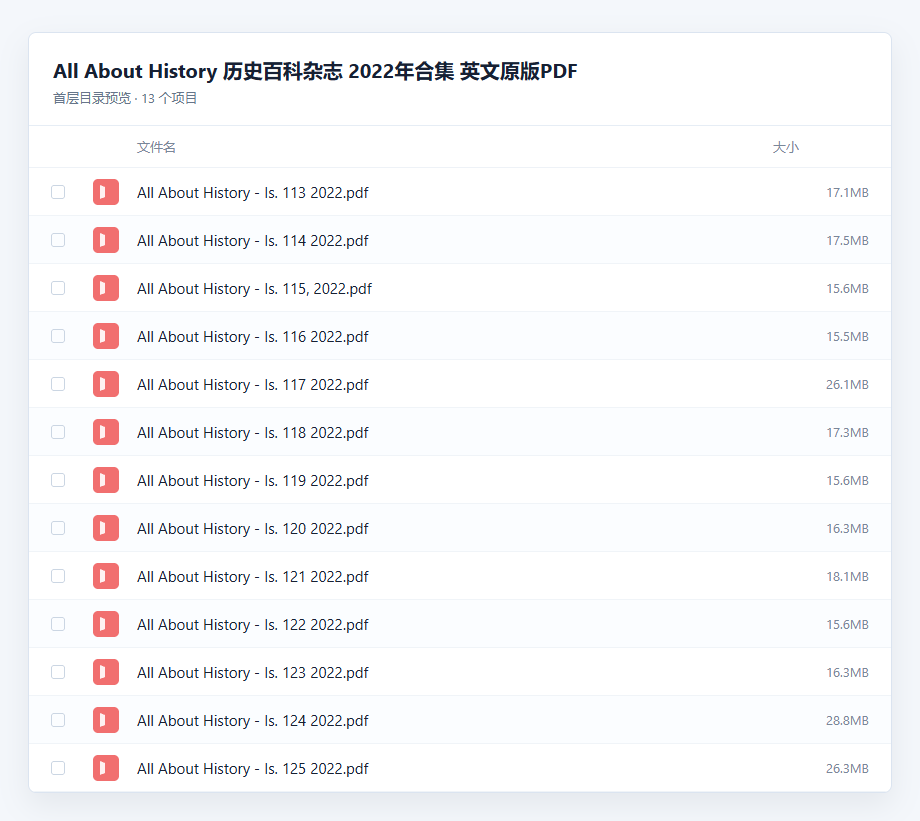 All About History 历史百科杂志 2022年合集 英文原版PDF
首层目录预览 · 13 个项目
文件名 大小
All About History - Is. 113 2022.pdf 17.1MB
All About History - Is. 114 2022.pdf 17.5MB
All About History - Is. 115, 2022.pdf 15.6MB
All About History - Is. 116 2022.pdf 15.5MB
All About History - Is. 117 2022.pdf 26.1MB
All About History - Is. 118 2022.pdf 17.3MB
All About History - Is. 119 2022.pdf 15.6MB
All About History - Is. 120 2022.pdf 16.3MB
All About History - Is. 121 2022.pdf 18.1MB
All About History - Is. 122 2022.pdf 15.6MB
All About History - Is. 123 2022.pdf 16.3MB
All About History - Is. 124 2022.pdf 28.8MB
All About History - Is. 125 2022.pdf 26.3MB